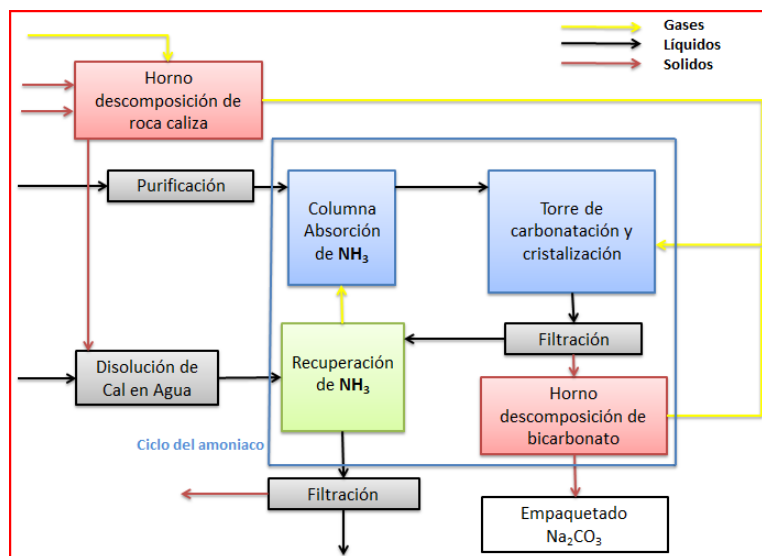 Gases
Líquidos
Solidos
Horno
descomposición de
roca caliza
Purificación
Columna
Absorción
de NH₃
Torre de
carbonatación y
cristalización
Filtración
Disolución de
Cal en Agua
Recuperación
de NH₃
Horno
descomposición de
bicarbonato
Ciclo del amoniaco
Filtración
Empaquetado
Na₂CO₃